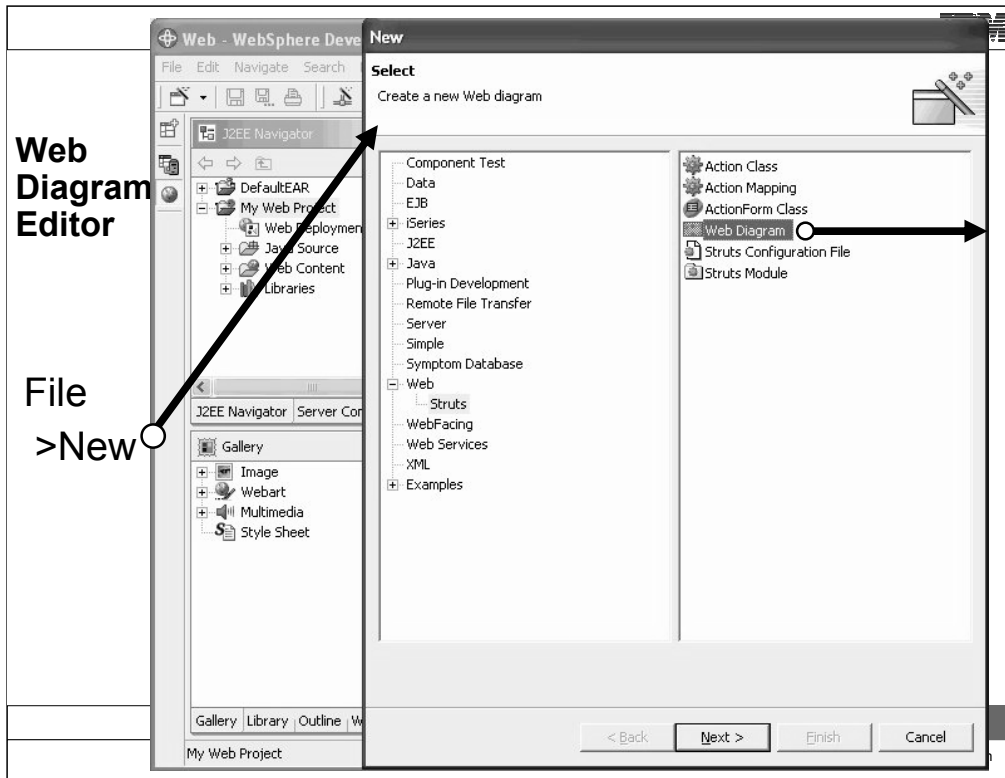 Web
Diagram
Editor
File
>New
Web - WebSphere Deve
File Edit Navigate Search
J2EE Navigator
DefaultEAR
My Web Project
Web Deploymen
Java Source
Web Content
Libraries
J2EE Navigator Server Cor
Gallery
Image
Webart
Multimedia
Style Sheet
Gallery Library Outline W
My Web Project
New
Select
Create a new Web diagram
Component Test
Data
EJB
iSeries
J2EE
Java
Plug-in Development
Remote File Transfer
Server
Simple
Symptom Database
Web
Struts
WebFacing
Web Services
XML
Examples
Action Class
Action Mapping
ActionForm Class
Web Diagram
Struts Configuration File
Struts Module
< Back Next > Finish Cancel